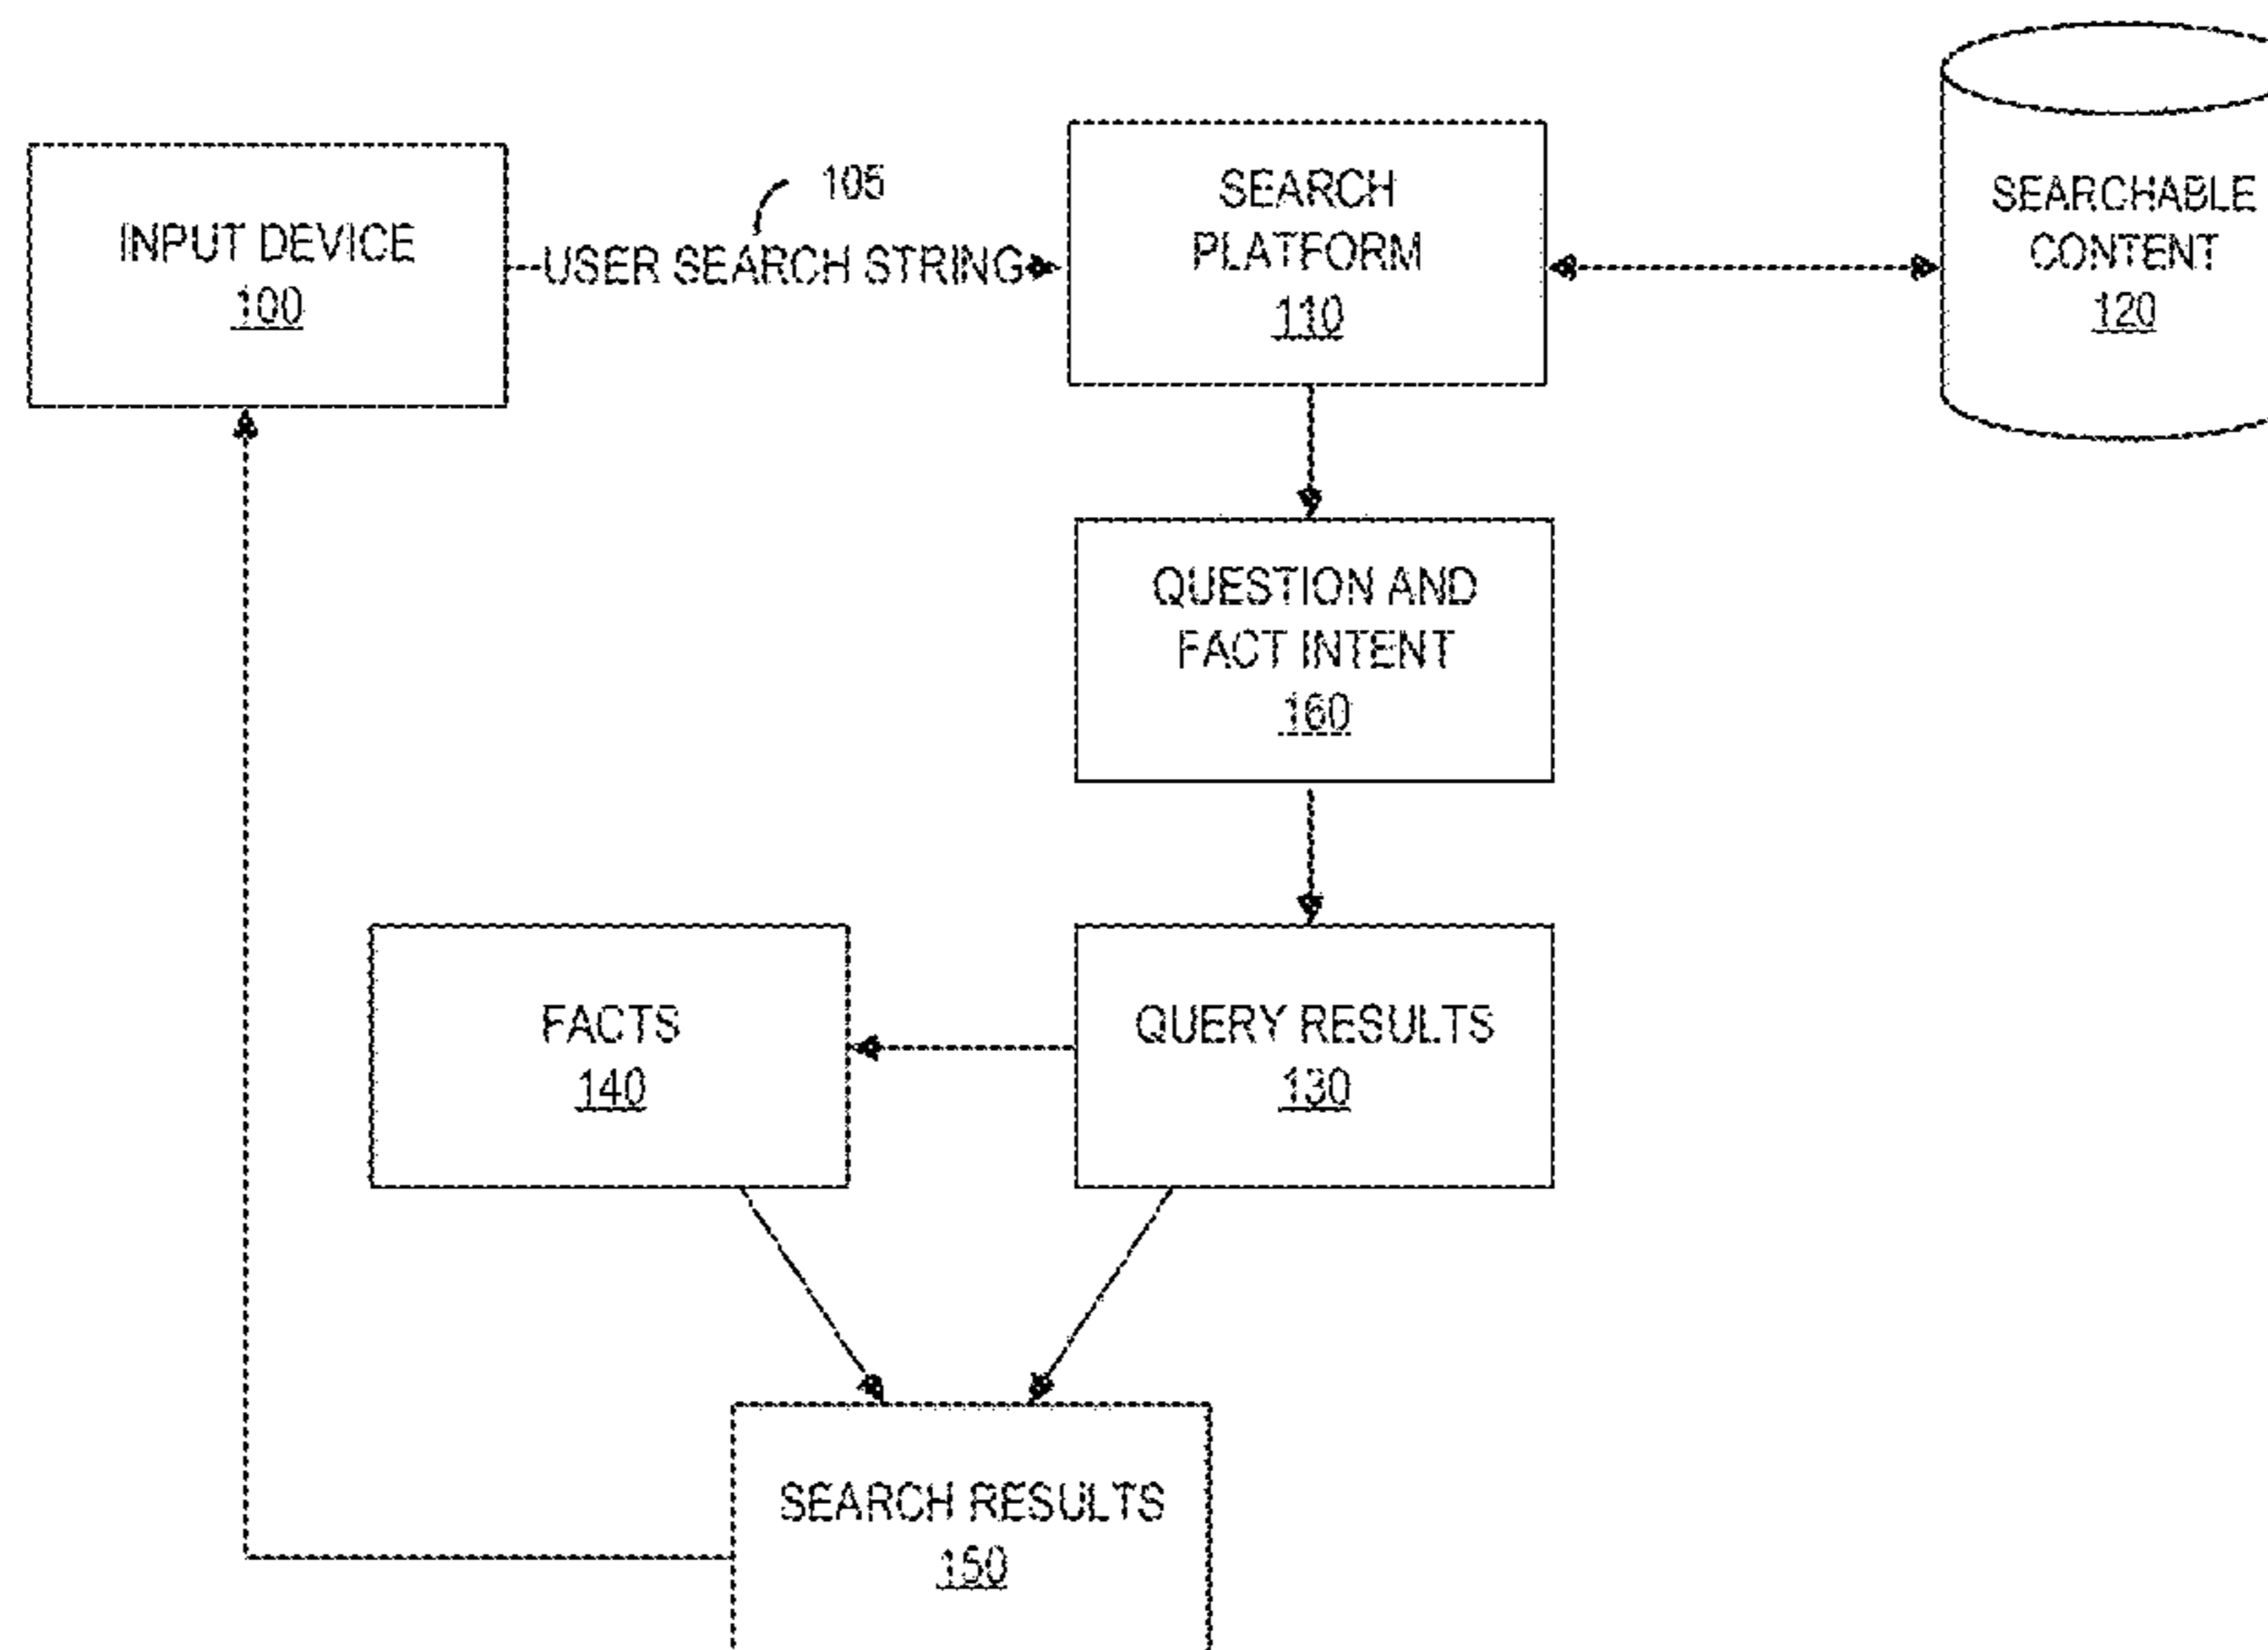 INPUT DEVICE
100
105
USER SEARCH STRING
SEARCH
PLATFORM
110
SEARCHABLE
CONTENT
120
QUESTION AND
FACT INTENT
160
FACTS
140
QUERY RESULTS
130
SEARCH RESULTS
150